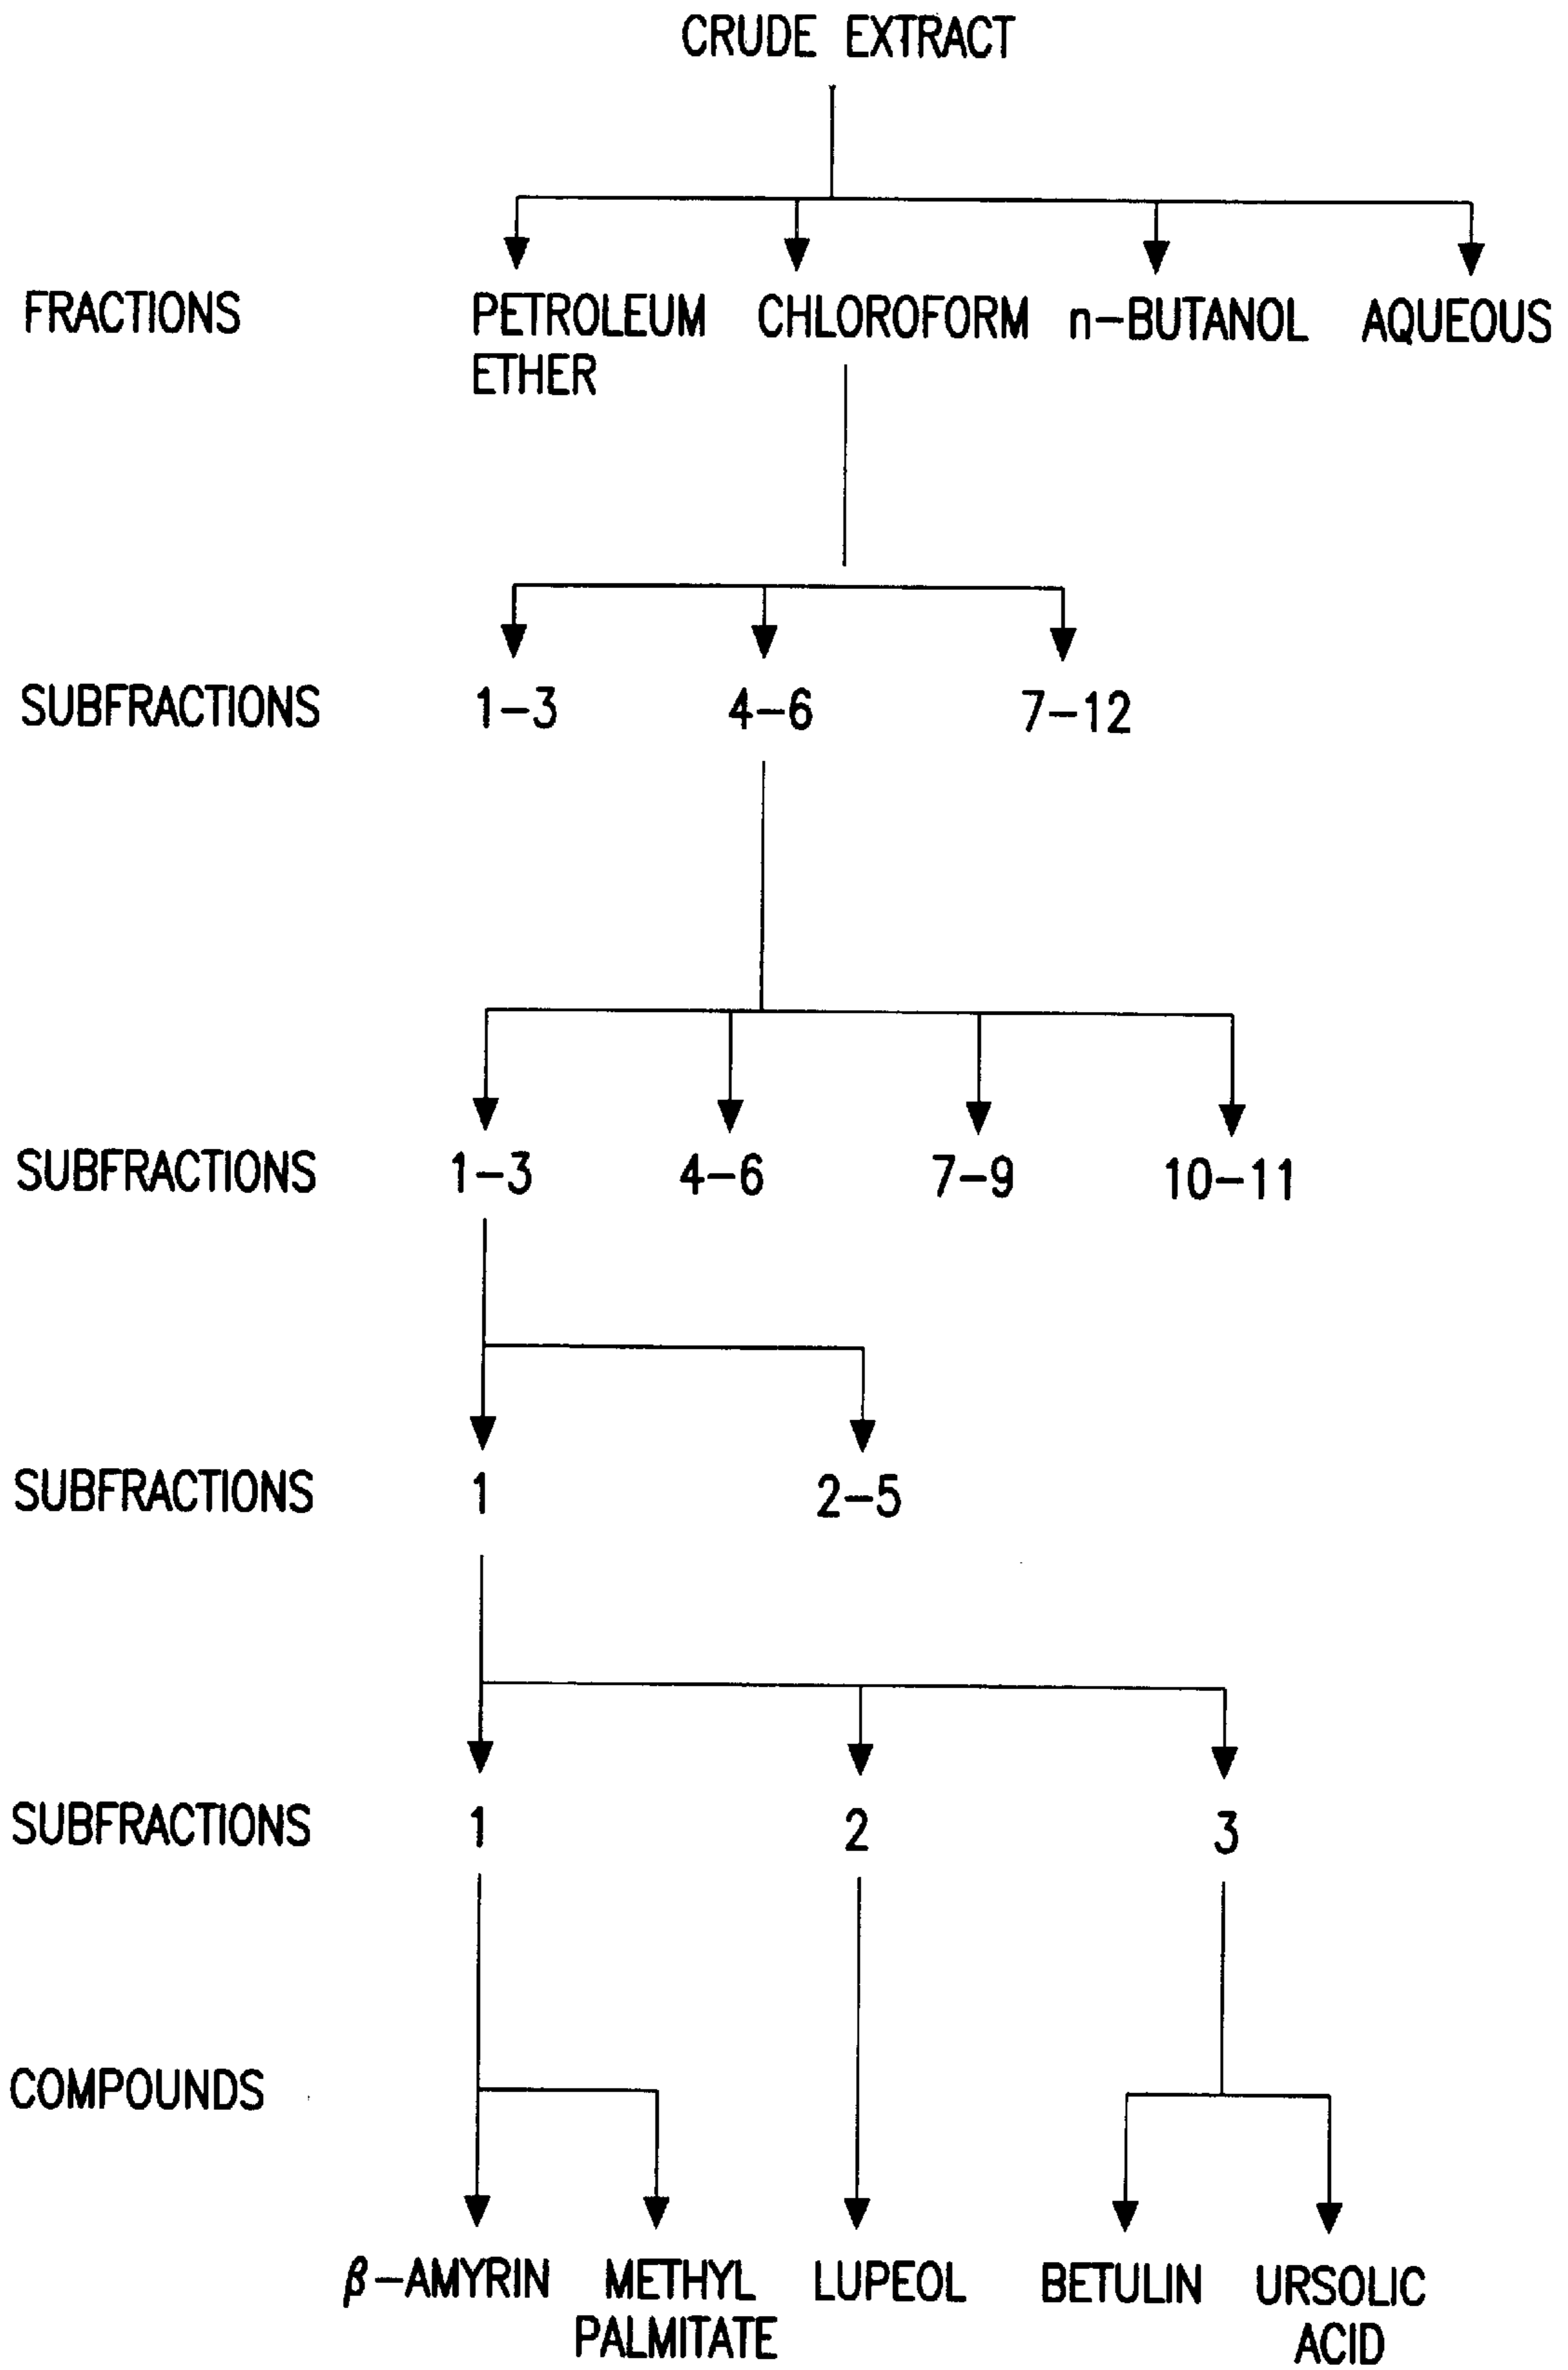 CRUDE EXTRACT
FRACTIONS PETROLEUM ETHER CHLOROFORM n-BUTANOL AQUEOUS
SUBFRACTIONS 1-3 4-6 7-12
SUBFRACTIONS 1-3 4-6 7-9 10-11
SUBFRACTIONS 1 2-5
SUBFRACTIONS 1 2 3
COMPOUNDS
β-AMYRIN METHYL PALMITATE LUPEOL BETULIN URSOLIC ACID